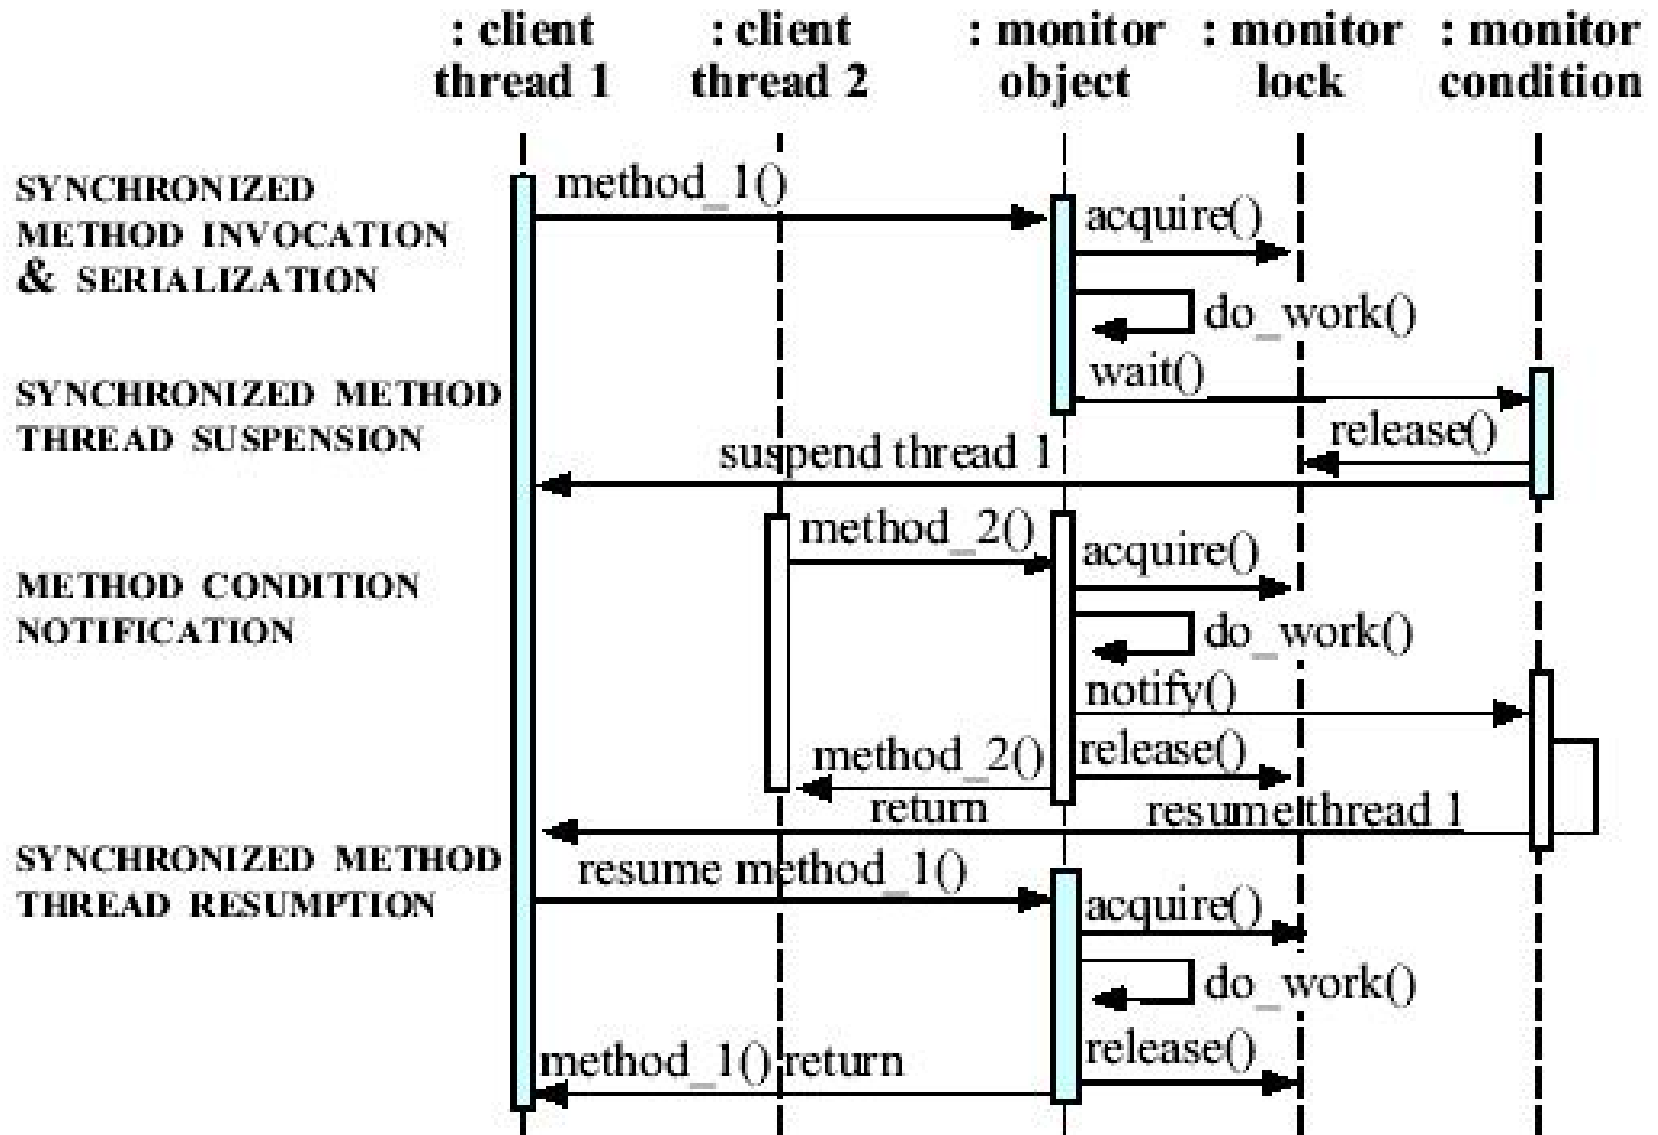 : client
thread 1
: client
thread 2
: monitor
object
: monitor
lock
: monitor
condition
SYNCHRONIZED
METHOD INVOCATION
& SERIALIZATION
method_1()
acquire()
do_work()
wait()
SYNCHRONIZED METHOD
THREAD SUSPENSION
release()
suspend thread 1
method_2()
acquire()
METHOD CONDITION
NOTIFICATION
do_work()
notify()
method_2()
return
release()
resume thread 1
SYNCHRONIZED METHOD
THREAD RESUMPTION
resume method_1()
acquire()
do_work()
release()
method_1() return